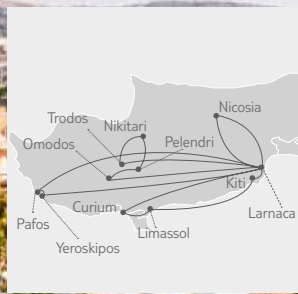 Nicosia
Trodos
Nikitari
Omodos
Pelendri
Kiti
Curium
Larnaca
Pafos
Limassol
Yeroskipos